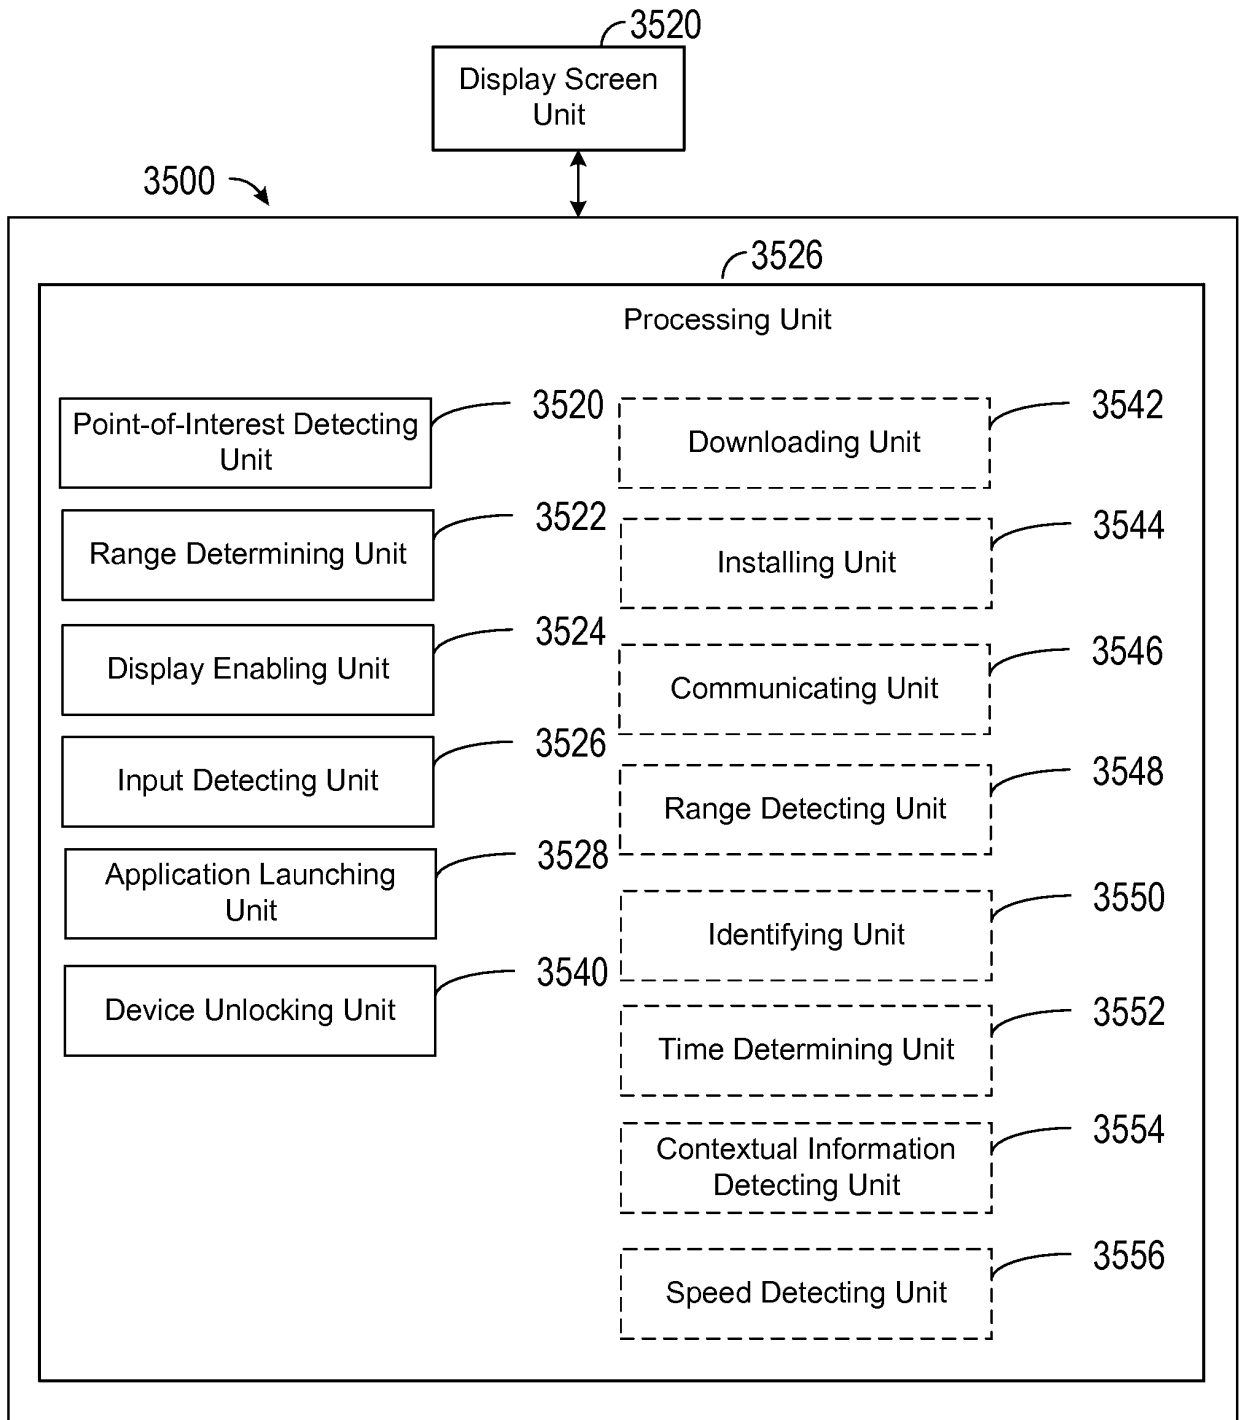 3520
Display Screen
Unit
3500
3526
Processing Unit
Point-of-Interest Detecting
Unit
3520
Range Determining Unit
3522
Display Enabling Unit
3524
Input Detecting Unit
3526
Application Launching
Unit
3528
Device Unlocking Unit
3540
Downloading Unit
3542
Installing Unit
3544
Communicating Unit
3546
Range Detecting Unit
3548
Identifying Unit
3550
Time Determining Unit
3552
Contextual Information
Detecting Unit
3554
Speed Detecting Unit
3556